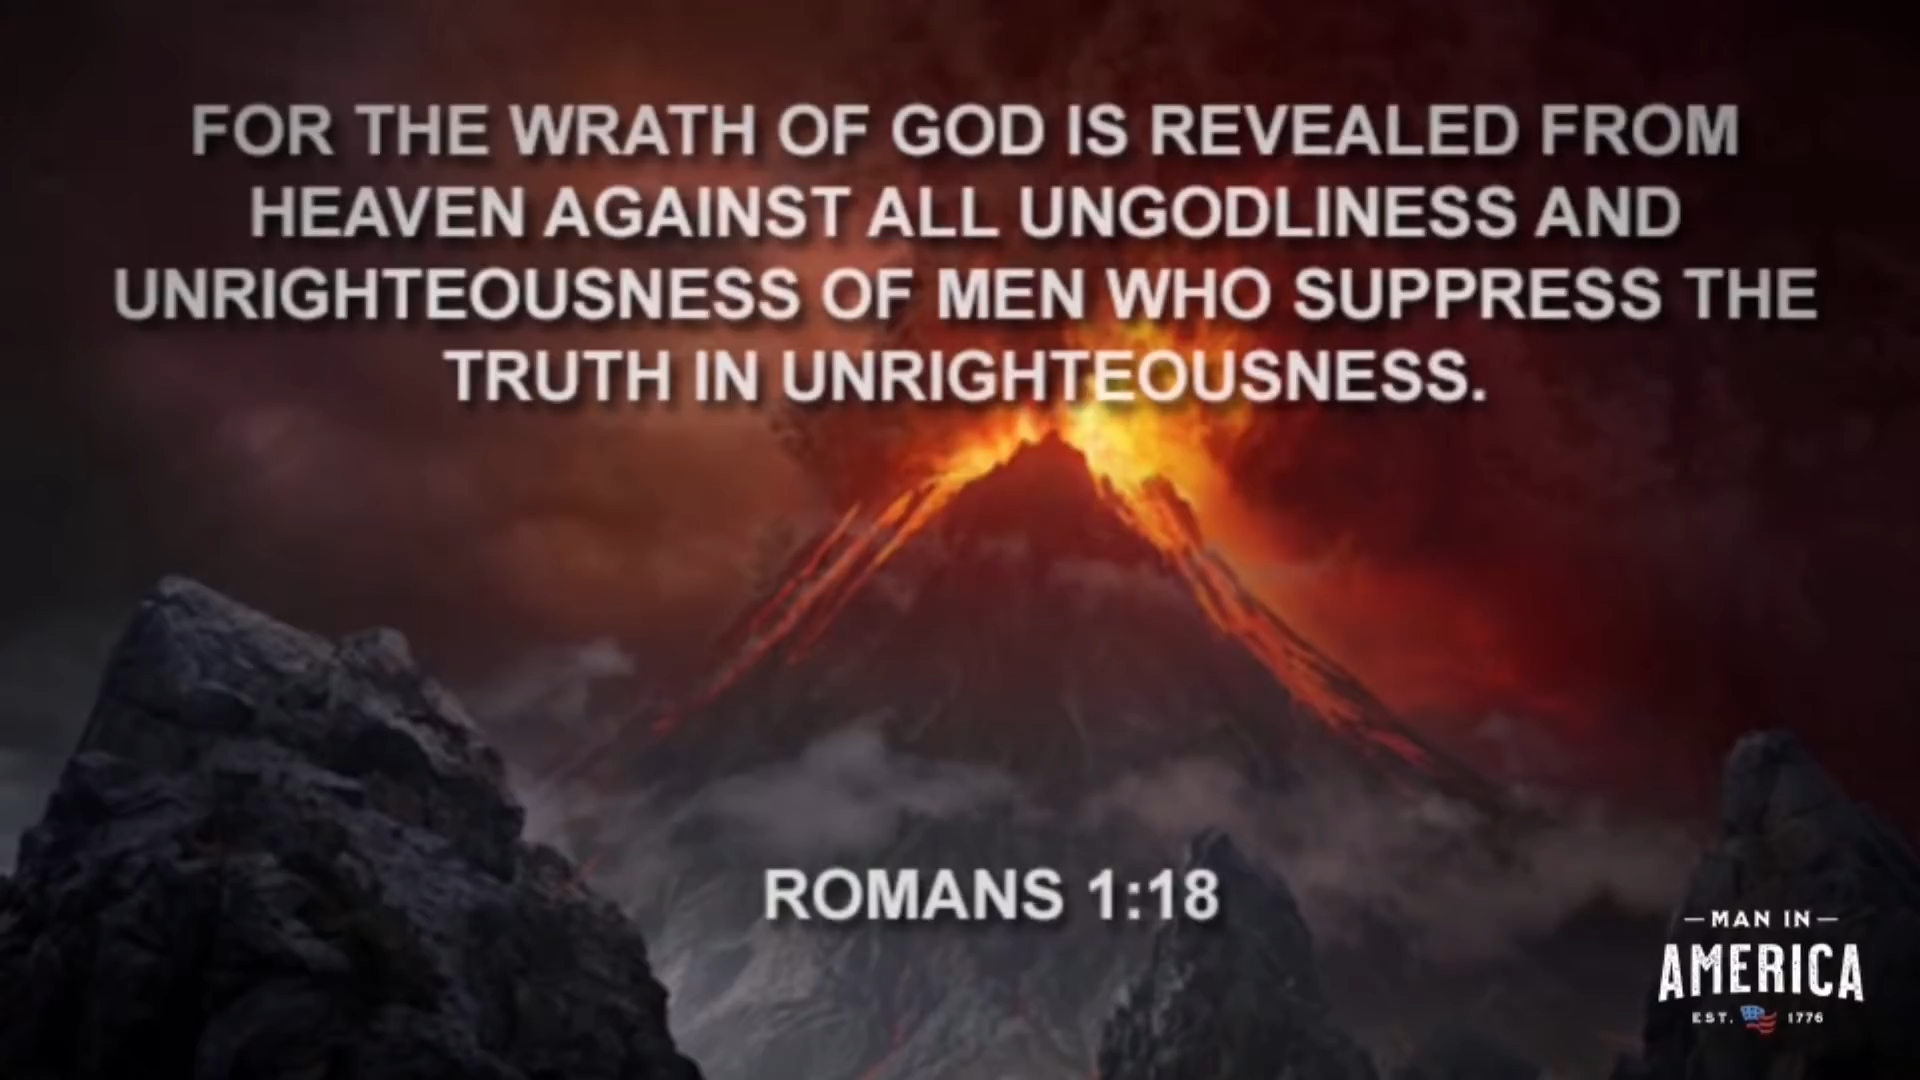 FOR THE WRATH OF GOD IS REVEALED FROM
HEAVEN AGAINST ALL UNGODLINESS AND
UNRIGHTEOUSNESS OF MEN WHO SUPPRESS THE
TRUTH IN UNRIGHTEOUSNESS.
ROMANS 1:18
MAN IN
AMERICA
EST. 1776